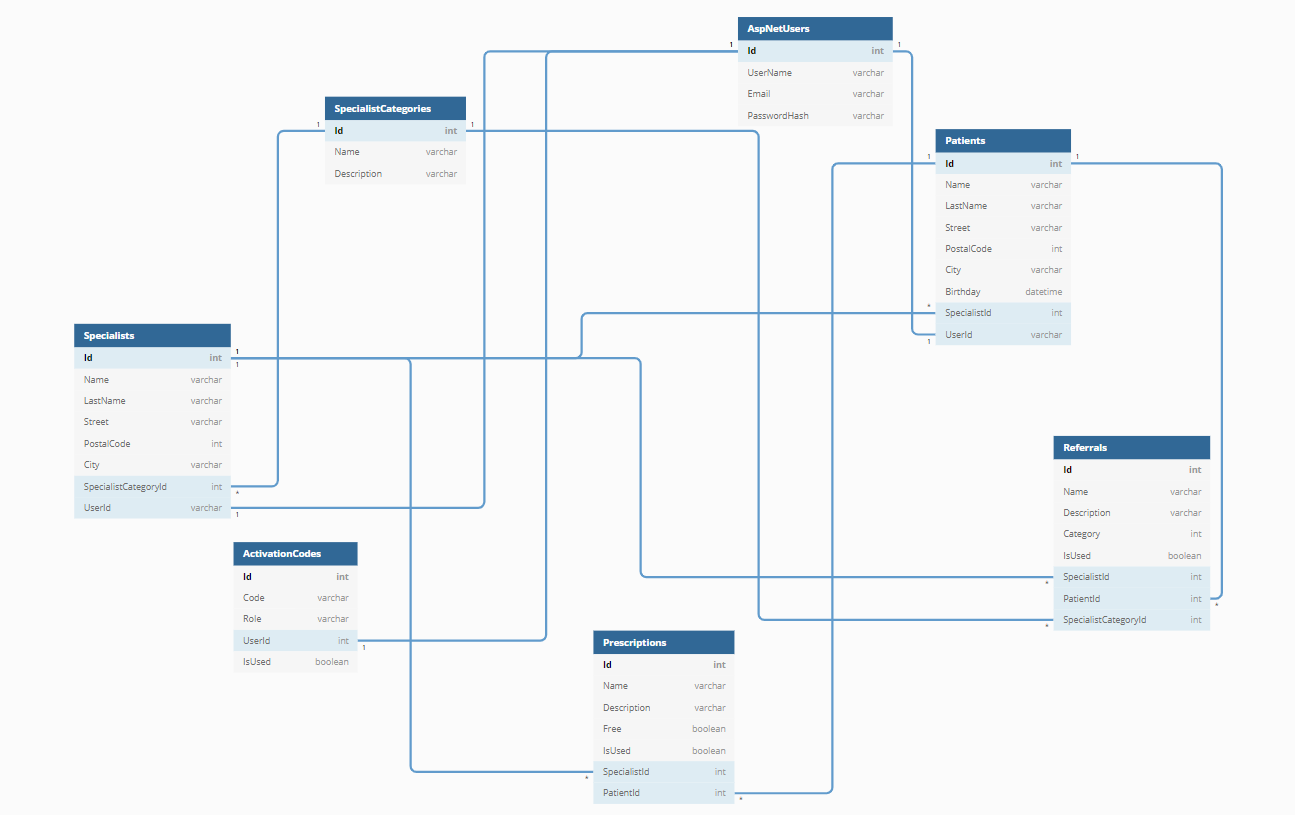 AspNetUsers
1 Id int 1
UserName varchar
Email varchar
PasswordHash varchar
SpecialistCategories
1 Id int 1
Name varchar
Description varchar
Patients
1 Id int 1
Name varchar
LastName varchar
Street varchar
PostalCode int
City varchar
Birthday datetime
* SpecialistId int
1 UserId varchar
Specialists
Id int 1
1
Name varchar
LastName varchar
Street varchar
PostalCode int
City varchar
SpecialistCategoryId int *
UserId varchar 1
Referrals
Id int
Name varchar
Description varchar
Category int
IsUsed boolean
* SpecialistId int
PatientId int *
* SpecialistCategoryId int
ActivationCodes
Id int
Code varchar
Role varchar
UserId int 1
IsUsed boolean
Prescriptions
Id int
Name varchar
Description varchar
Free boolean
IsUsed boolean
* SpecialistId int
PatientId int *